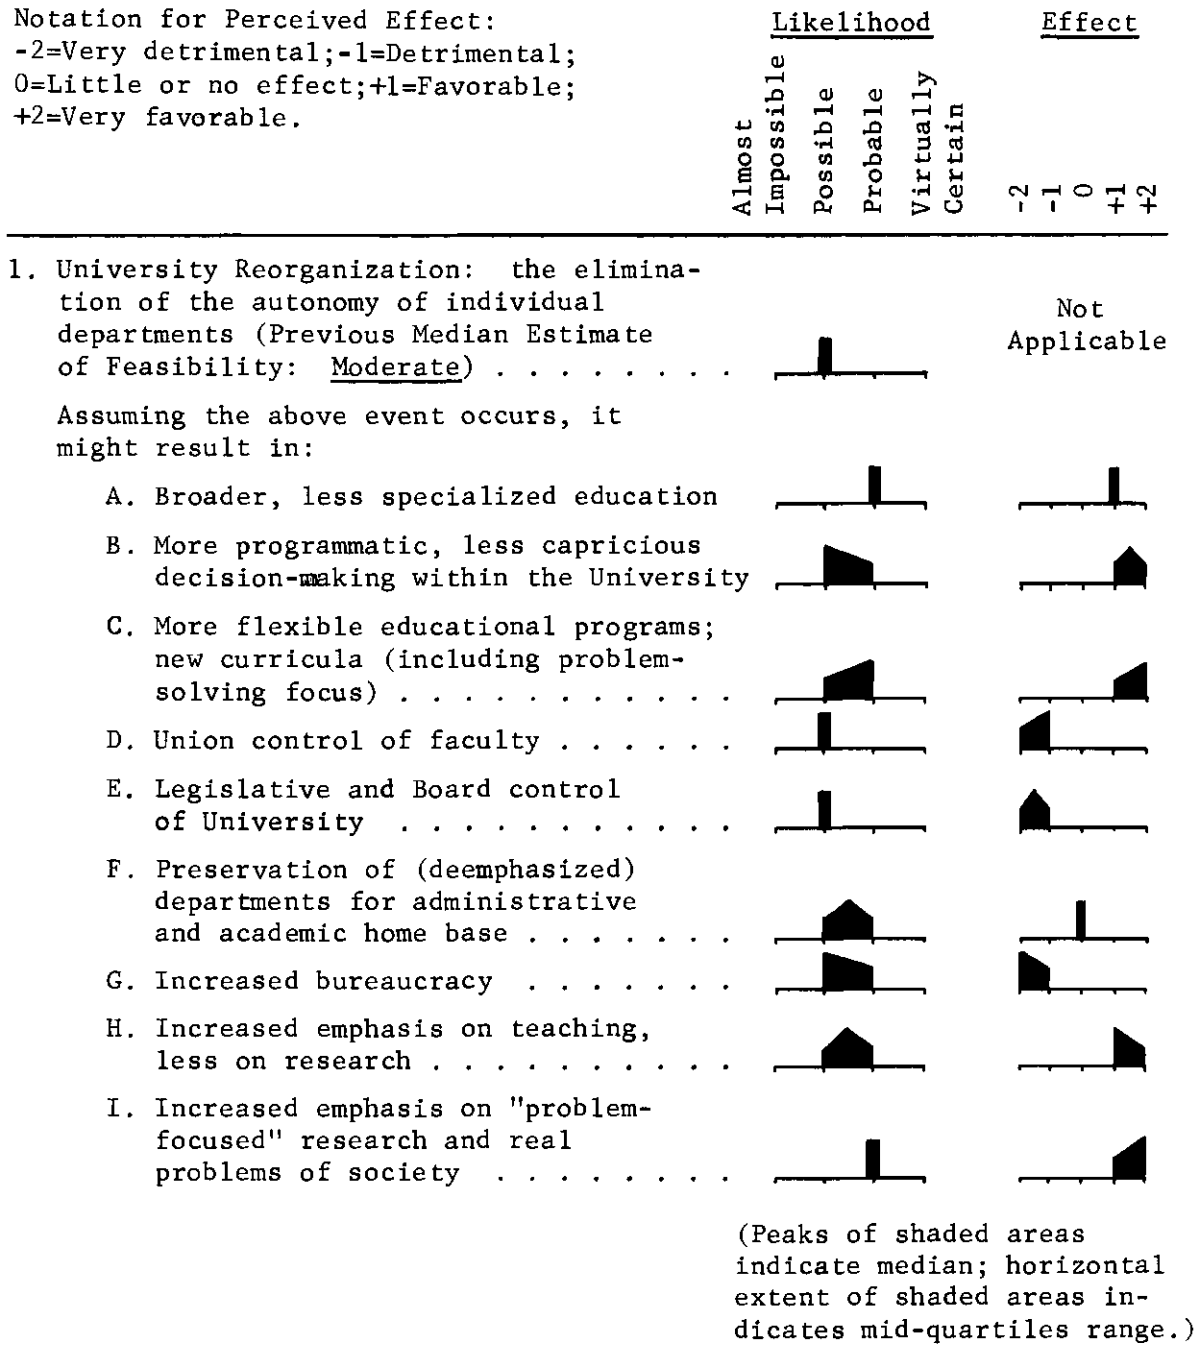 Notation for Perceived Effect:
-2=Very detrimental;-1=Detrimental;
0=Little or no effect;+1=Favorable;
+2=Very favorable.
Likelihood Effect
Almost
Impossible
Possible
Probable
Virtually
Certain
-2
-1
0
+1
+2
1. University Reorganization: the elimina-
tion of the autonomy of individual
departments (Previous Median Estimate
of Feasibility: Moderate) . . . . . . . .
Not
Applicable
Assuming the above event occurs, it
might result in:
A. Broader, less specialized education
B. More programmatic, less capricious
decision-making within the University
C. More flexible educational programs;
new curricula (including problem-
solving focus) . . . . . . . . . . .
D. Union control of faculty . . . . . .
E. Legislative and Board control
of University . . . . . . . . . . .
F. Preservation of (deemphasized)
departments for administrative
and academic home base . . . . . . .
G. Increased bureaucracy . . . . . . .
H. Increased emphasis on teaching,
less on research . . . . . . . . . .
I. Increased emphasis on "problem-
focused" research and real
problems of society . . . . . . . .
(Peaks of shaded areas
indicate median; horizontal
extent of shaded areas in-
dicates mid-quartiles range.)